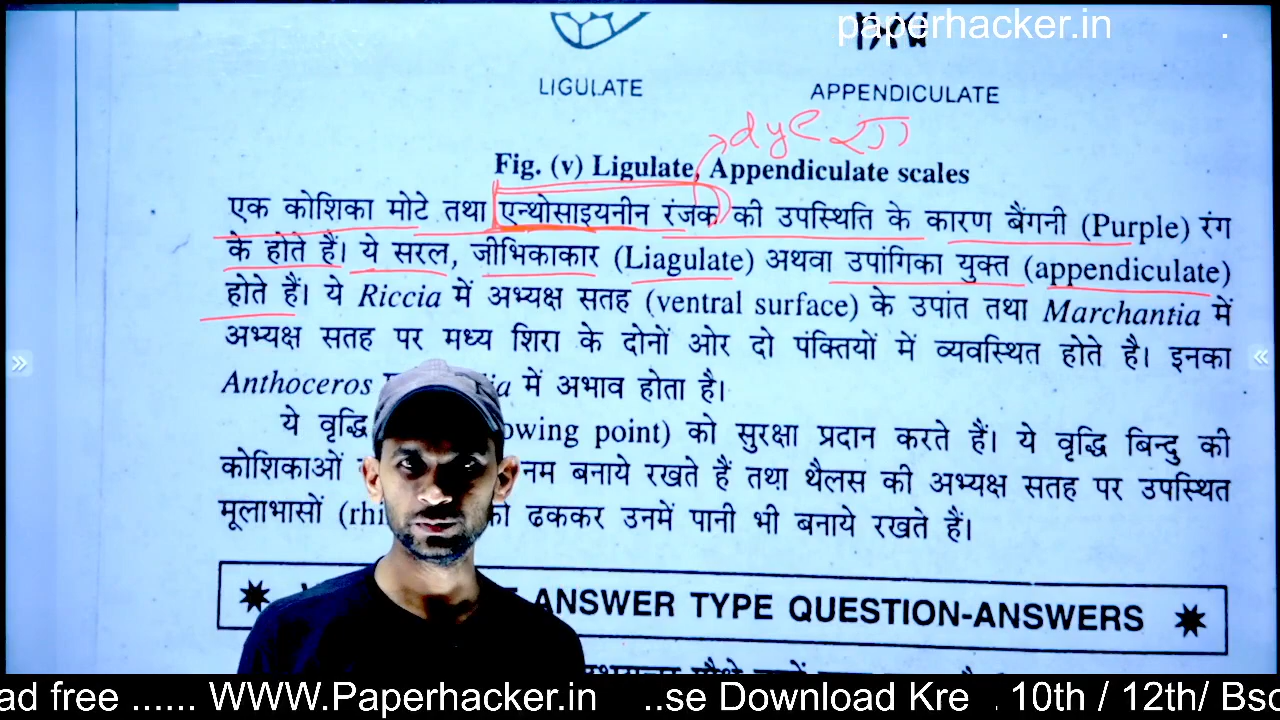 paperhacker.in .
LIGULATE APPENDICULATE
dye रंग
Fig. (v) Ligulate, Appendiculate scales
एक कोशिका मोटे तथा एन्थोसाइयनीन रंजक की उपस्थिति के कारण बैंगनी (Purple) रंग
के होते हैं। ये सरल, जीभिकाकार (Liagulate) अथवा उपांगिका युक्त (appendiculate)
होते हैं। ये Riccia में अभ्यक्ष सतह (ventral surface) के उपांत तथा Marchantia में
अभ्यक्ष सतह पर मध्य शिरा के दोनों ओर दो पंक्तियों में व्यवस्थित होते है। इनका
Anthoceros में अभाव होता है।
ये वृद्धि owing point) को सुरक्षा प्रदान करते हैं। ये वृद्धि बिन्दु की
कोशिकाओं नम बनाये रखते हैं तथा थैलस की अभ्यक्ष सतह पर उपस्थित
मूलाभासों (rhi को ढककर उनमें पानी भी बनाये रखते हैं।
ANSWER TYPE QUESTION-ANSWERS
ad free ...... WWW.Paperhacker.in ..se Download Kre . 10th / 12th/ Bsc